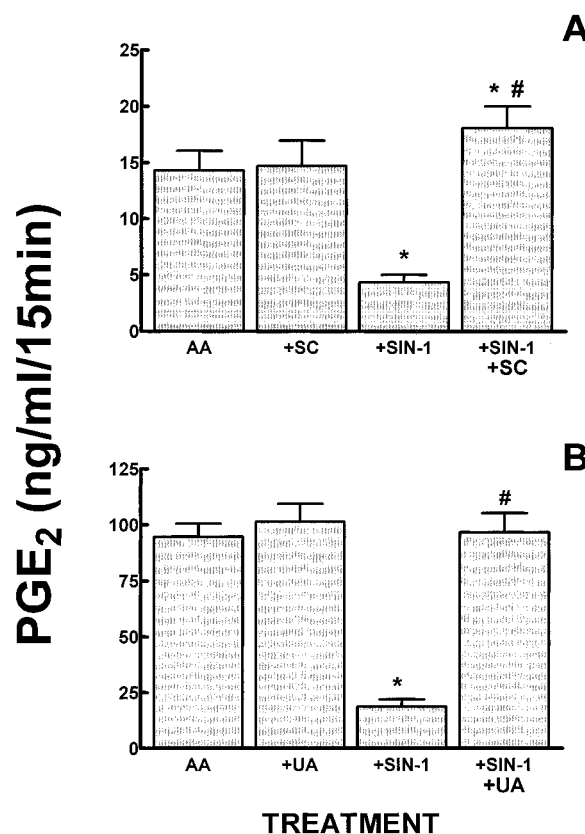 A
PGE2 (ng/ml/15min)
25
20
15
10
5
0
* #
*
AA +SC +SIN-1 +SIN-1
+SC
B
125
100
75
50
25
0
#
*
AA +UA +SIN-1 +SIN-1
+UA
TREATMENT